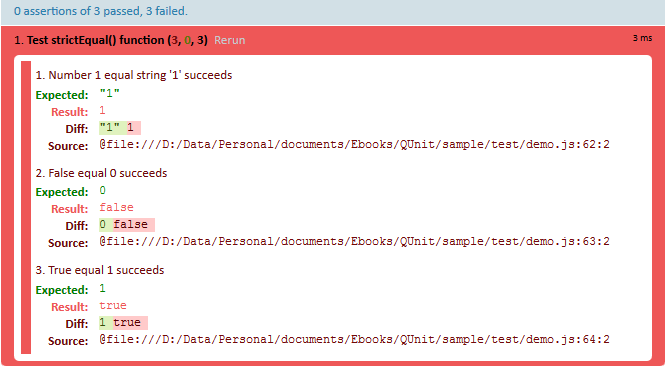 0 assertions of 3 passed, 3 failed.
1. Test strictEqual() function (3, 0, 3) Rerun 3 ms
1. Number 1 equal string '1' succeeds
Expected: "1"
Result: 1
Diff: "1" 1
Source: @file:///D:/Data/Personal/documents/Ebooks/QUnit/sample/test/demo.js:62:2
2. False equal 0 succeeds
Expected: 0
Result: false
Diff: 0 false
Source: @file:///D:/Data/Personal/documents/Ebooks/QUnit/sample/test/demo.js:63:2
3. True equal 1 succeeds
Expected: 1
Result: true
Diff: 1 true
Source: @file:///D:/Data/Personal/documents/Ebooks/QUnit/sample/test/demo.js:64:2